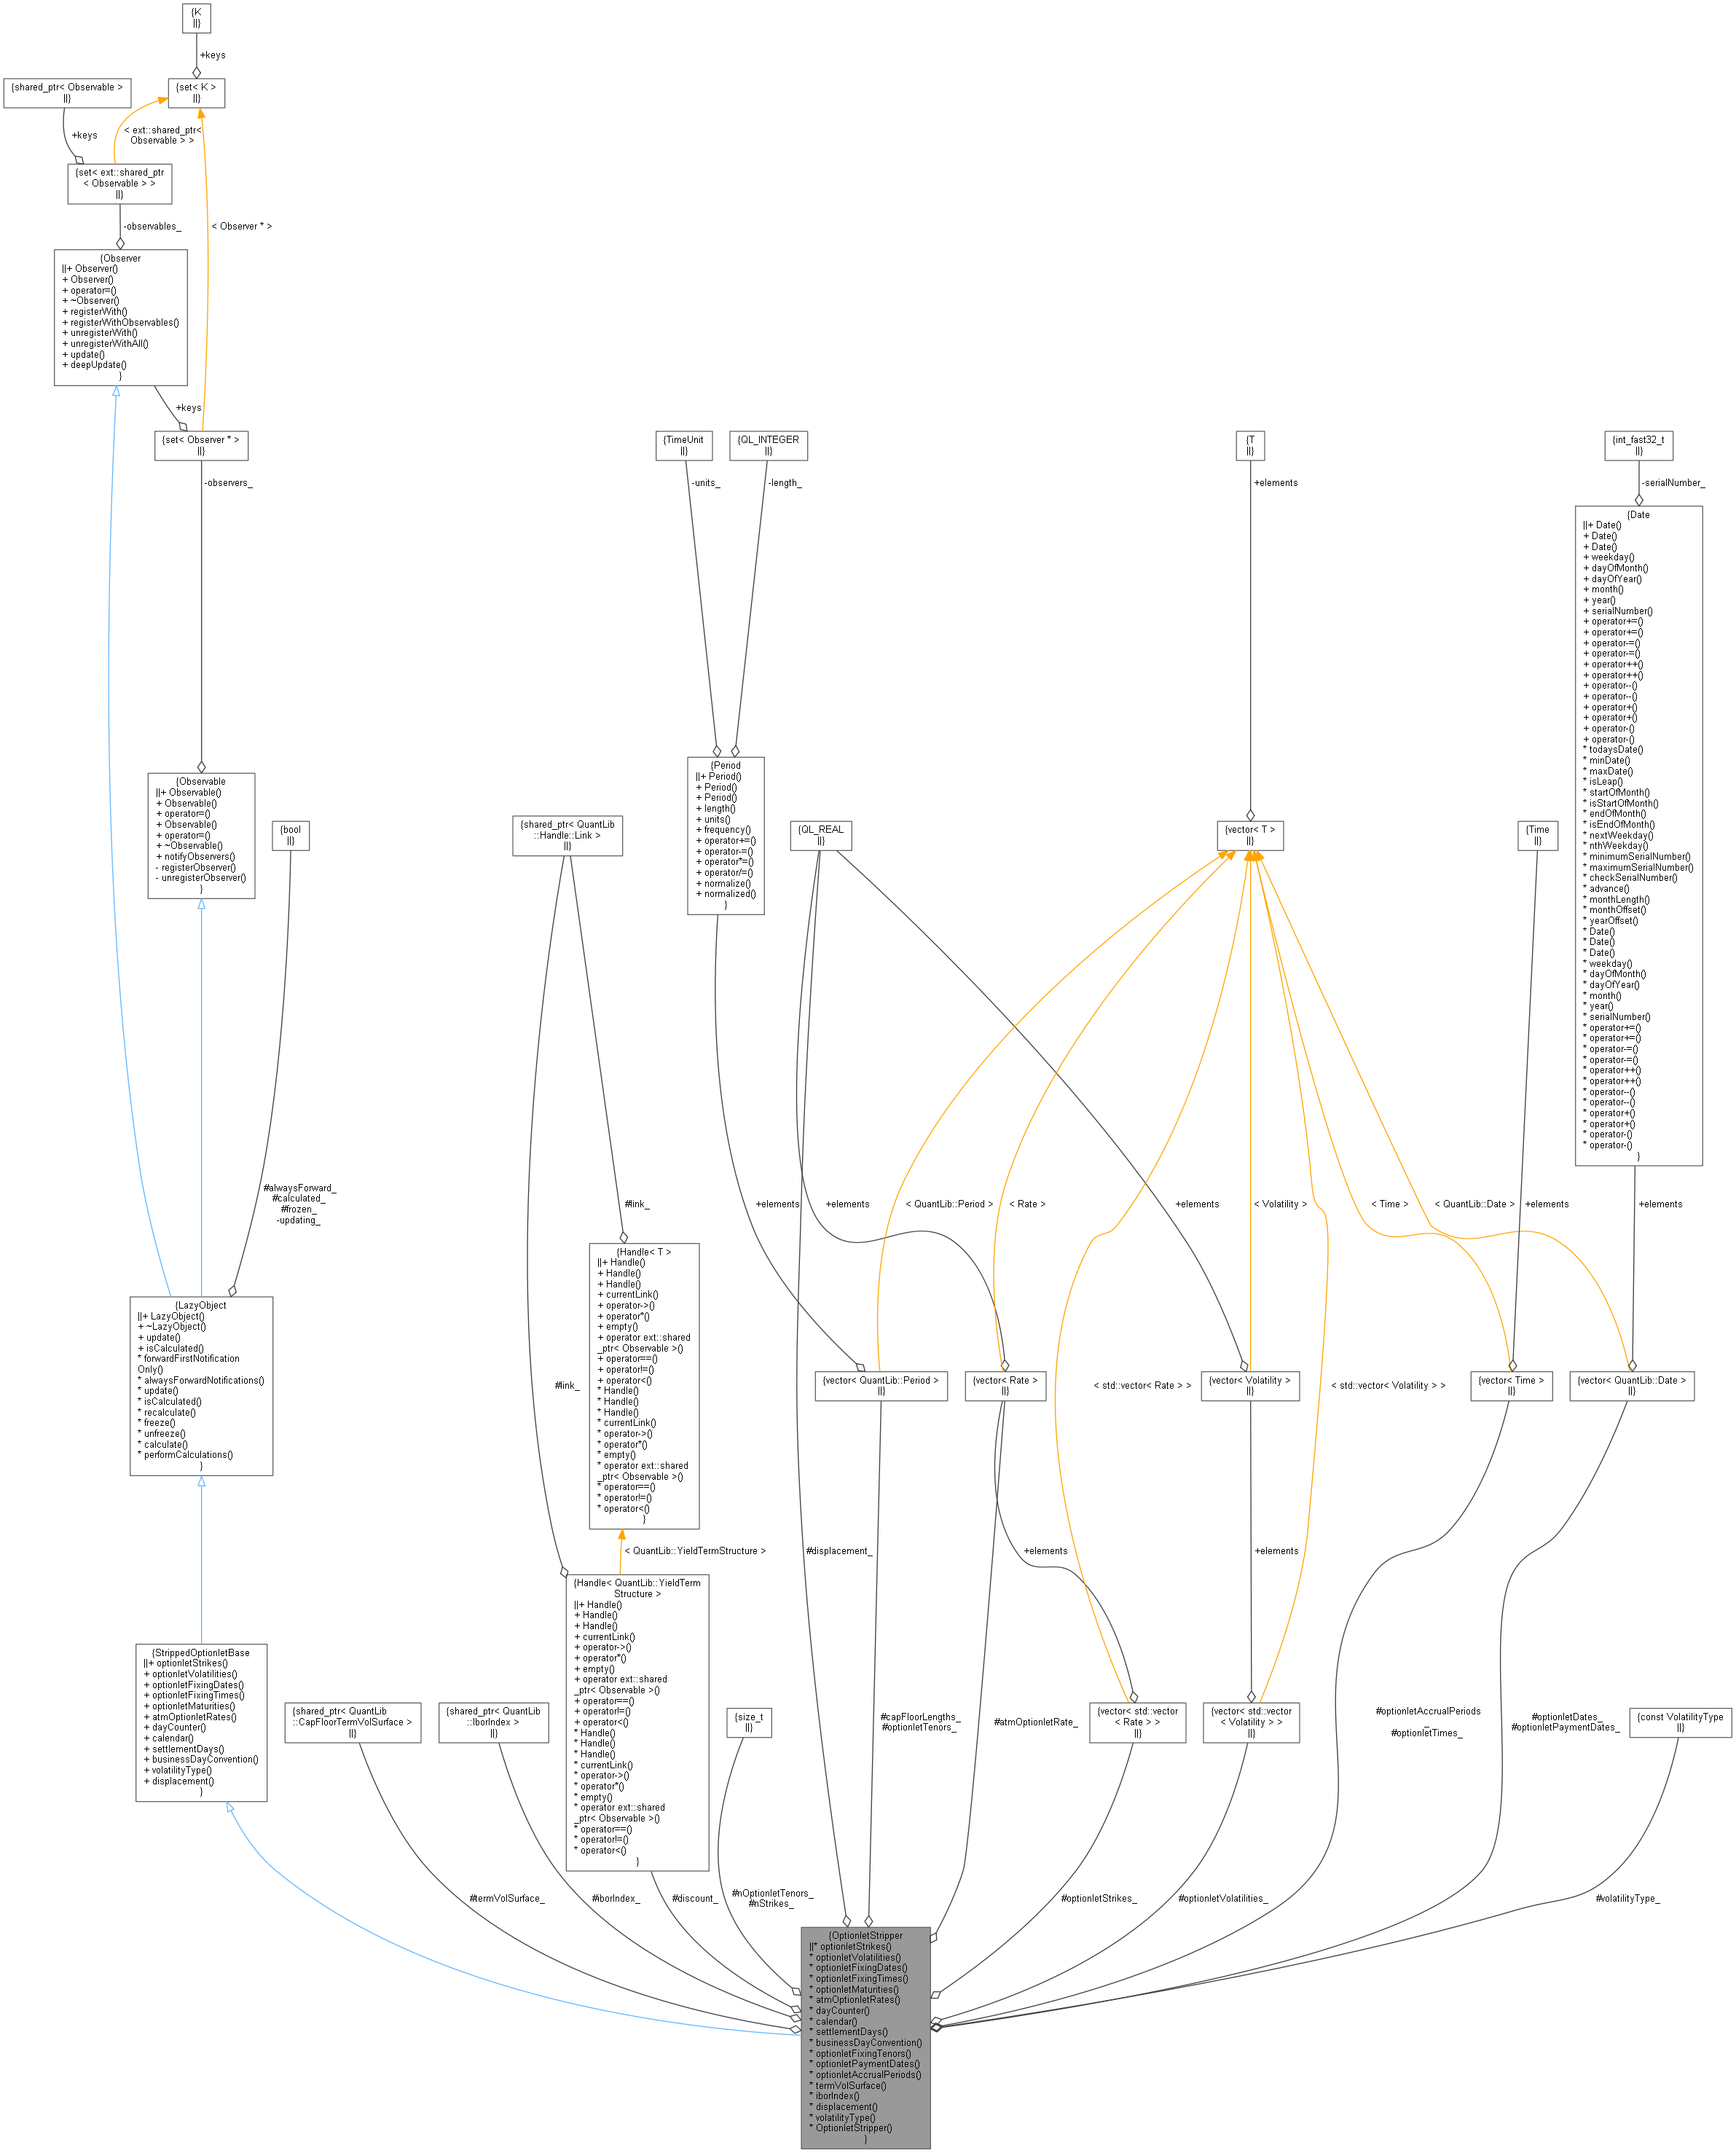 {K
||}
+keys
{shared_ptr< Observable >
||}
{set< K >
||}
+keys
< ext::shared_ptr<
Observable > >
{set< ext::shared_ptr
< Observable > >
||}
-observables_
< Observer * >
{Observer
||+ Observer()
+ Observer()
+ operator=()
+ ~Observer()
+ registerWith()
+ registerWithObservables()
+ unregisterWith()
+ unregisterWithAll()
+ update()
+ deepUpdate()
}
+keys
{set< Observer * >
||}
-observers_
{Observable
||+ Observable()
+ Observable()
+ operator=()
+ Observable()
+ operator=()
+ ~Observable()
+ notifyObservers()
- registerObserver()
- unregisterObserver()
}
{bool
||}
#alwaysForward_
#calculated_
#frozen_
-updating_
{LazyObject
||+ LazyObject()
+ ~LazyObject()
+ update()
+ isCalculated()
* forwardFirstNotification
Only()
* alwaysForwardNotifications()
* update()
* isCalculated()
* recalculate()
* freeze()
* unfreeze()
* calculate()
* performCalculations()
}
{StrippedOptionletBase
||+ optionletStrikes()
+ optionletVolatilities()
+ optionletFixingDates()
+ optionletFixingTimes()
+ optionletMaturities()
+ atmOptionletRates()
+ dayCounter()
+ calendar()
+ settlementDays()
+ businessDayConvention()
+ volatilityType()
+ displacement()
}
{shared_ptr< QuantLib
::CapFloorTermVolSurface >
||}
#termVolSurface_
{shared_ptr< QuantLib
::IborIndex >
||}
#iborIndex_
{shared_ptr< QuantLib
::Handle::Link >
||}
#link_
#link_
{Handle< T >
||+ Handle()
+ Handle()
+ Handle()
+ currentLink()
+ operator->()
+ operator*()
+ empty()
+ operator ext::shared
_ptr< Observable >()
+ operator==()
+ operator!=()
+ operator<()
* Handle()
* Handle()
* Handle()
* currentLink()
* operator->()
* operator*()
* empty()
* operator ext::shared
_ptr< Observable >()
* operator==()
* operator!=()
* operator<()
}
< QuantLib::YieldTermStructure >
{Handle< QuantLib::YieldTerm
Structure >
||+ Handle()
+ Handle()
+ Handle()
+ currentLink()
+ operator->()
+ operator*()
+ empty()
+ operator ext::shared
_ptr< Observable >()
+ operator==()
+ operator!=()
+ operator<()
* Handle()
* Handle()
* Handle()
* currentLink()
* operator->()
* operator*()
* empty()
* operator ext::shared
_ptr< Observable >()
* operator==()
* operator!=()
* operator<()
}
#discount_
{size_t
||}
#nOptionletTenors_
#nStrikes_
{TimeUnit
||}
-units_
{QL_INTEGER
||}
-length_
{Period
||+ Period()
+ Period()
+ Period()
+ length()
+ units()
+ frequency()
+ operator+=()
+ operator-=()
+ operator*=()
+ operator/=()
+ normalize()
+ normalized()
}
+elements
{QL_REAL
||}
+elements
+elements
#displacement_
{T
||}
+elements
{vector< T >
||}
< QuantLib::Period >
< Rate >
< Volatility >
< Time >
< QuantLib::Date >
< std::vector< Rate > >
< std::vector< Volatility > >
{vector< QuantLib::Period >
||}
#capFloorLengths_
#optionletTenors_
{vector< Rate >
||}
+elements
#atmOptionletRate_
{vector< Volatility >
||}
+elements
{vector< std::vector
< Rate > >
||}
#optionletStrikes_
{vector< std::vector
< Volatility > >
||}
#optionletVolatilities_
{Time
||}
+elements
{vector< Time >
||}
#optionletAccrualPeriods
_
#optionletTimes_
{int_fast32_t
||}
-serialNumber_
{Date
||+ Date()
+ Date()
+ Date()
+ weekday()
+ dayOfMonth()
+ dayOfYear()
+ month()
+ year()
+ serialNumber()
+ operator+=()
+ operator+=()
+ operator-=()
+ operator-=()
+ operator++()
+ operator++()
+ operator--()
+ operator--()
+ operator+()
+ operator+()
+ operator-()
+ operator-()
* todaysDate()
* minDate()
* maxDate()
* isLeap()
* startOfMonth()
* isStartOfMonth()
* endOfMonth()
* isEndOfMonth()
* nextWeekday()
* nthWeekday()
* minimumSerialNumber()
* maximumSerialNumber()
* checkSerialNumber()
* advance()
* monthLength()
* monthOffset()
* yearOffset()
* Date()
* Date()
* Date()
* weekday()
* dayOfMonth()
* dayOfYear()
* month()
* year()
* serialNumber()
* operator+=()
* operator+=()
* operator-=()
* operator-=()
* operator++()
* operator++()
* operator--()
* operator--()
* operator+()
* operator+()
* operator-()
* operator-()
}
+elements
{vector< QuantLib::Date >
||}
#optionletDates_
#optionletPaymentDates_
{const VolatilityType
||}
#volatilityType_
{OptionletStripper
||* optionletStrikes()
* optionletVolatilities()
* optionletFixingDates()
* optionletFixingTimes()
* optionletMaturities()
* atmOptionletRates()
* dayCounter()
* calendar()
* settlementDays()
* businessDayConvention()
* optionletFixingTenors()
* optionletPaymentDates()
* optionletAccrualPeriods()
* termVolSurface()
* iborIndex()
* displacement()
* volatilityType()
* OptionletStripper()
}